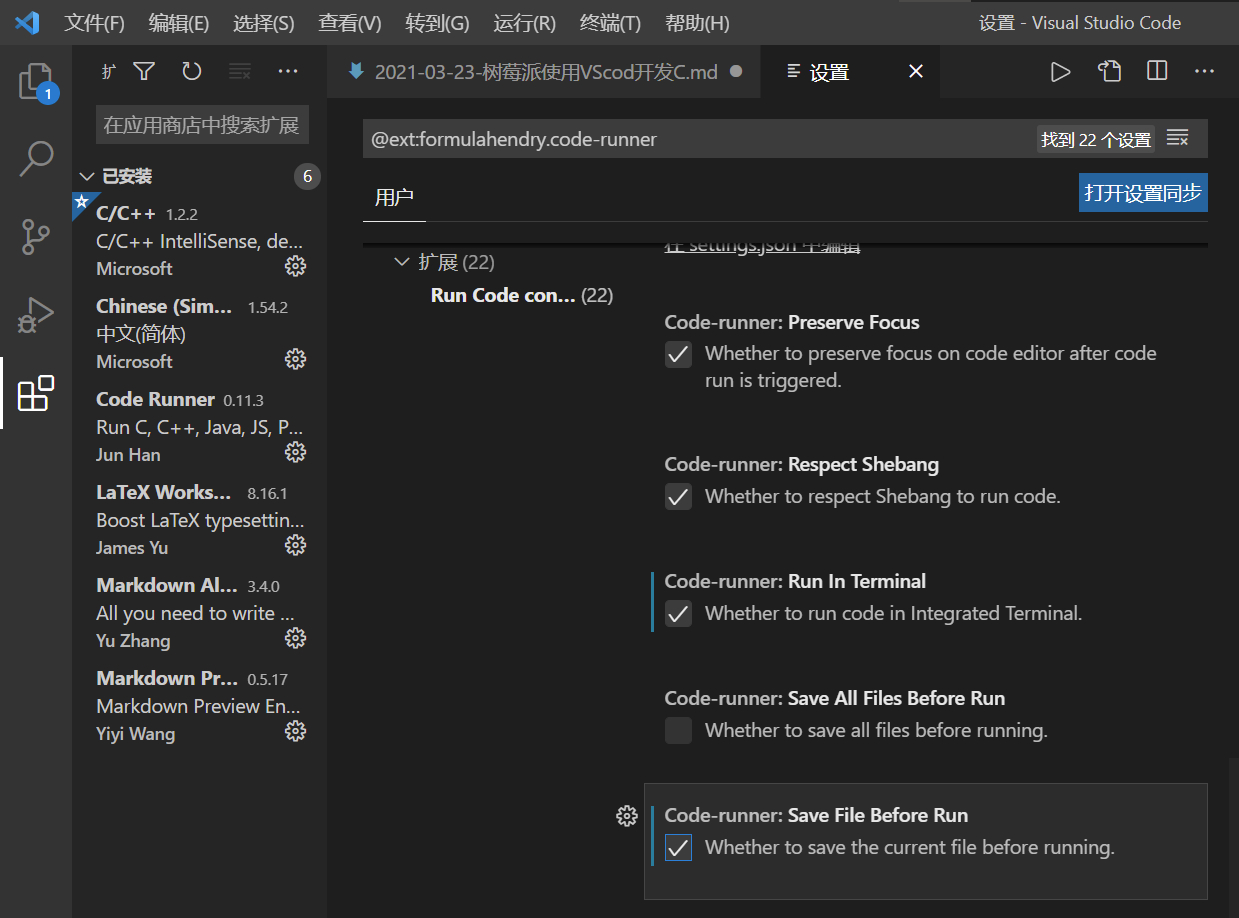 文件(F) 编辑(E) 选择(S) 查看(V) 转到(G) 运行(R) 终端(T) 帮助(H) 设置 - Visual Studio Code
扩
1
在应用商店中搜索扩展
已安装 6
C/C++ 1.2.2
C/C++ IntelliSense, de...
Microsoft
Chinese (Sim... 1.54.2
中文(简体)
Microsoft
Code Runner 0.11.3
Run C, C++, Java, JS, P...
Jun Han
LaTeX Works... 8.16.1
Boost LaTeX typesettin...
James Yu
Markdown Al... 3.4.0
All you need to write ...
Yu Zhang
Markdown Pr... 0.5.17
Markdown Preview En...
Yiyi Wang
2021-03-23-树莓派使用VScod开发C.md
设置
@ext:formulahendry.code-runner 找到 22 个设置
用户 打开设置同步
扩展 (22)
Run Code con... (22)
在 settings.json 中编辑
Code-runner: Preserve Focus
Whether to preserve focus on code editor after code
run is triggered.
Code-runner: Respect Shebang
Whether to respect Shebang to run code.
Code-runner: Run In Terminal
Whether to run code in Integrated Terminal.
Code-runner: Save All Files Before Run
Whether to save all files before running.
Code-runner: Save File Before Run
Whether to save the current file before running.